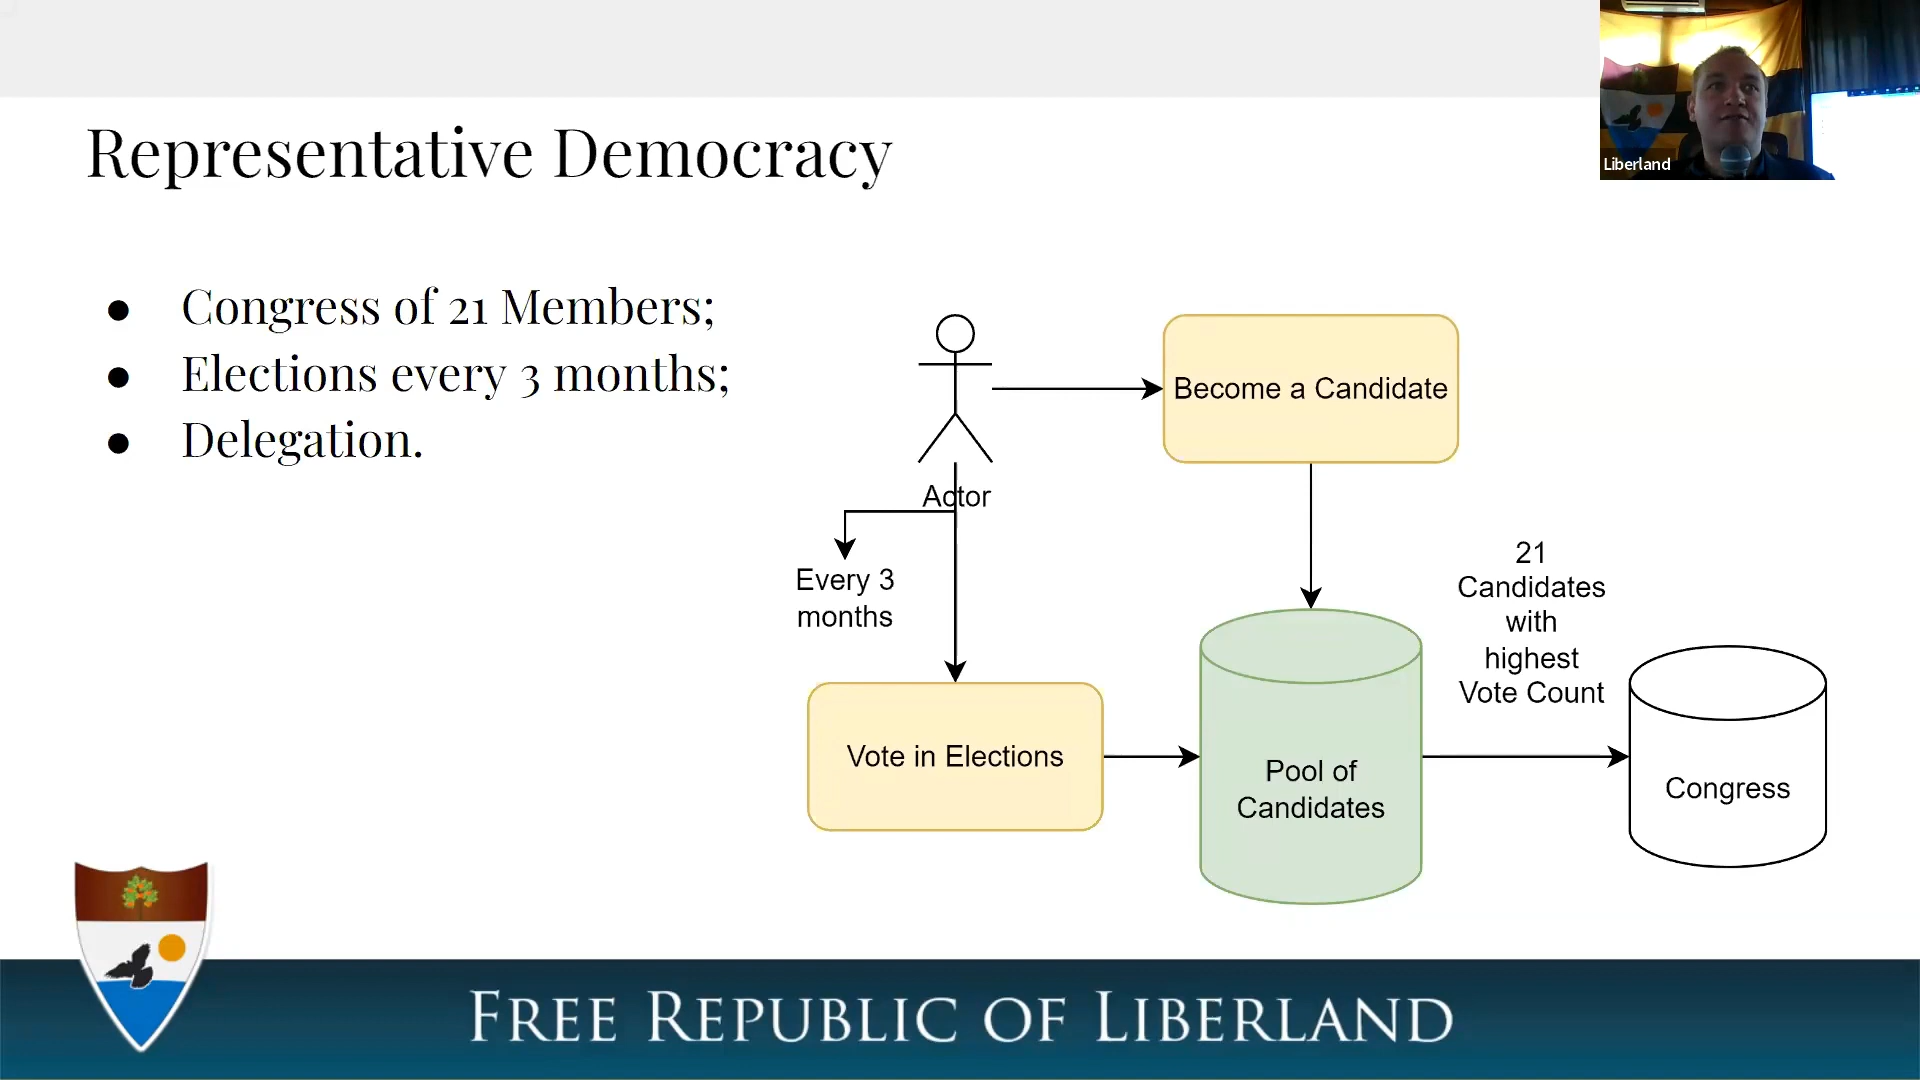 Liberland
Representative Democracy
● Congress of 21 Members;
● Elections every 3 months;
● Delegation.
Become a Candidate
Actor
Every 3
months
21
Candidates
with
highest
Vote Count
Vote in Elections
Pool of
Candidates
Congress
FREE REPUBLIC OF LIBERLAND